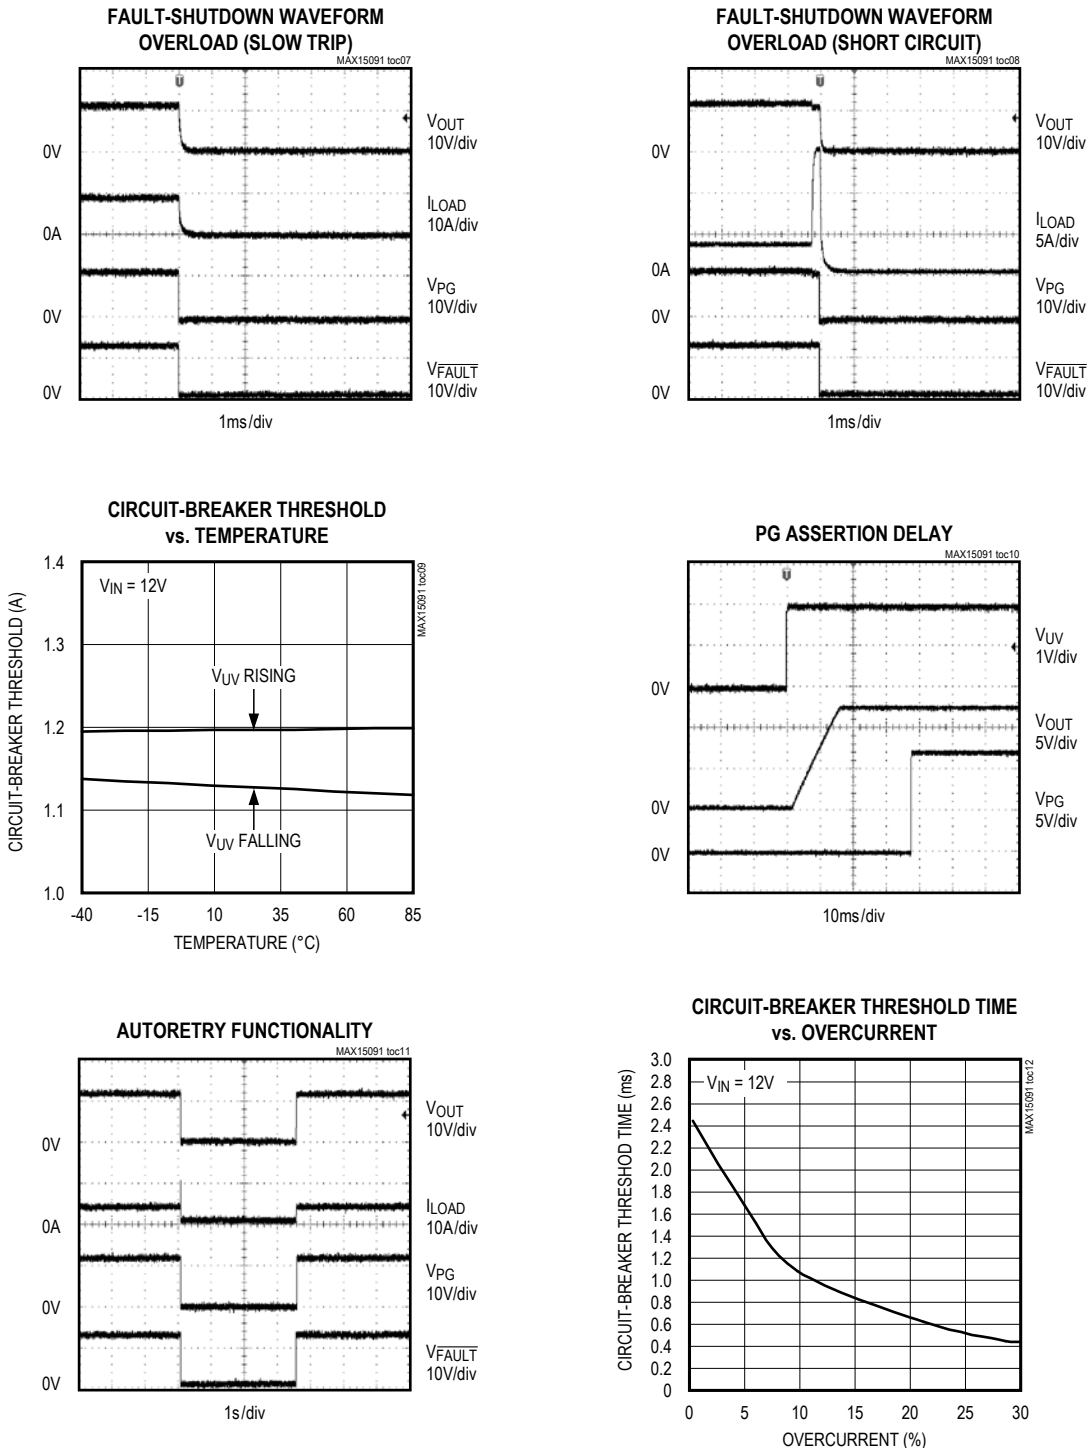 FAULT-SHUTDOWN WAVEFORM
OVERLOAD (SLOW TRIP)
MAX15091 toc07
VOUT
10V/div
0V
ILOAD
10A/div
0A
VPG
10V/div
0V
VFAULT
10V/div
0V
1ms/div
FAULT-SHUTDOWN WAVEFORM
OVERLOAD (SHORT CIRCUIT)
MAX15091 toc08
VOUT
10V/div
0V
ILOAD
5A/div
0A
VPG
10V/div
0V
VFAULT
10V/div
0V
1ms/div
CIRCUIT-BREAKER THRESHOLD
vs. TEMPERATURE
MAX15091 toc09
CIRCUIT-BREAKER THRESHOLD (A)
1.4
1.3
1.2
1.1
1.0
VIN = 12V
VUV RISING
VUV FALLING
-40 -15 10 35 60 85
TEMPERATURE (°C)
PG ASSERTION DELAY
MAX15091 toc10
VUV
1V/div
0V
VOUT
5V/div
0V
VPG
5V/div
0V
10ms/div
AUTORETRY FUNCTIONALITY
MAX15091 toc11
VOUT
10V/div
0V
ILOAD
10A/div
0A
VPG
10V/div
0V
VFAULT
10V/div
0V
1s/div
CIRCUIT-BREAKER THRESHOLD TIME
vs. OVERCURRENT
MAX15091 toc12
CIRCUIT-BREAKER THRESHOD TIME (ms)
3.0
2.8
2.6
2.4
2.2
2.0
1.8
1.6
1.4
1.2
1.0
0.8
0.6
0.4
0.2
0
VIN = 12V
0 5 10 15 20 25 30
OVERCURRENT (%)